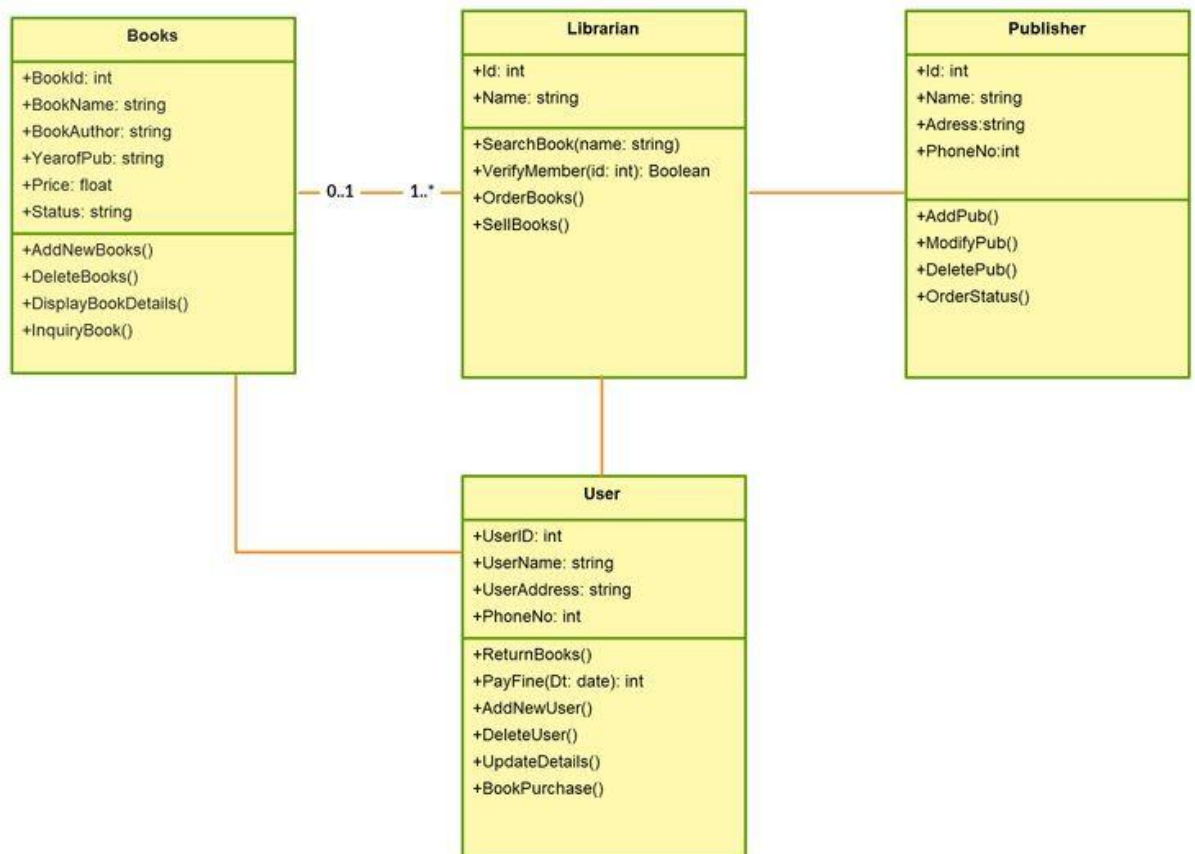 Books
+BookId: int
+BookName: string
+BookAuthor: string
+YearofPub: string
+Price: float
+Status: string
+AddNewBooks()
+DeleteBooks()
+DisplayBookDetails()
+InquiryBook()
0..1
1..*
Librarian
+Id: int
+Name: string
+SearchBook(name: string)
+VerifyMember(id: int): Boolean
+OrderBooks()
+SellBooks()
Publisher
+Id: int
+Name: string
+Adress:string
+PhoneNo:int
+AddPub()
+ModifyPub()
+DeletePub()
+OrderStatus()
User
+UserID: int
+UserName: string
+UserAddress: string
+PhoneNo: int
+ReturnBooks()
+PayFine(Dt: date): int
+AddNewUser()
+DeleteUser()
+UpdateDetails()
+BookPurchase()